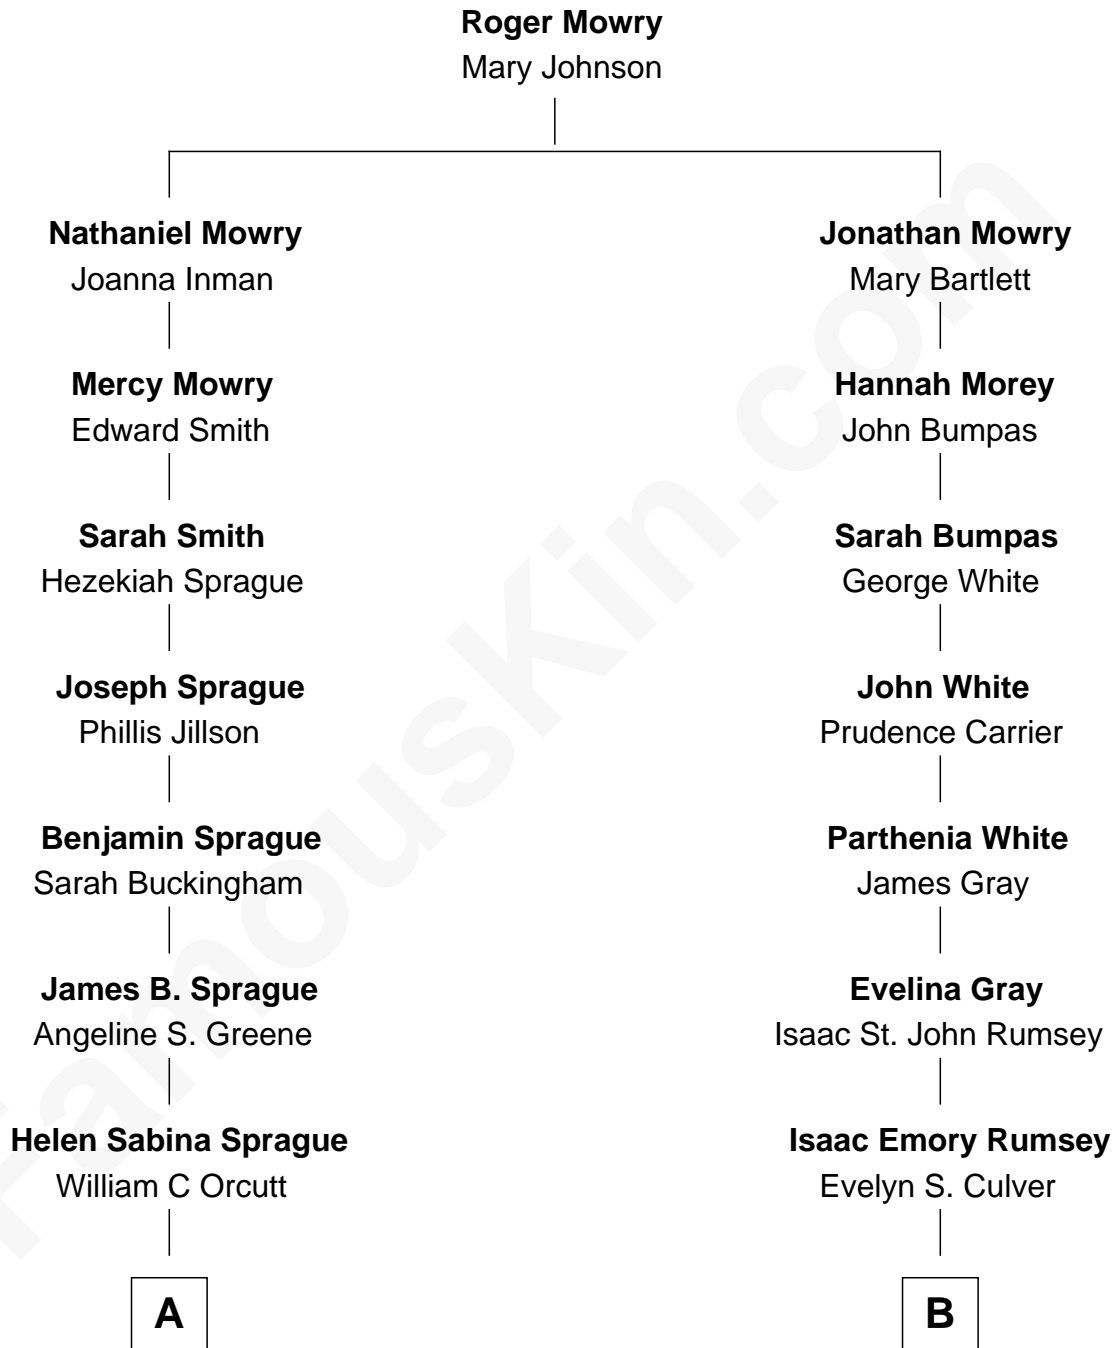 Roger Mowry
Mary Johnson
Nathaniel Mowry
Joanna Inman
Mercy Mowry
Edward Smith
Sarah Smith
Hezekiah Sprague
Joseph Sprague
Phillis Jillson
Benjamin Sprague
Sarah Buckingham
James B. Sprague
Angeline S. Greene
Helen Sabina Sprague
William C Orcutt
A
Jonathan Mowry
Mary Bartlett
Hannah Morey
John Bumpas
Sarah Bumpas
George White
John White
Prudence Carrier
Parthenia White
James Gray
Evelina Gray
Isaac St. John Rumsey
Isaac Emory Rumsey
Evelyn S. Culver
B
FamousKin.com